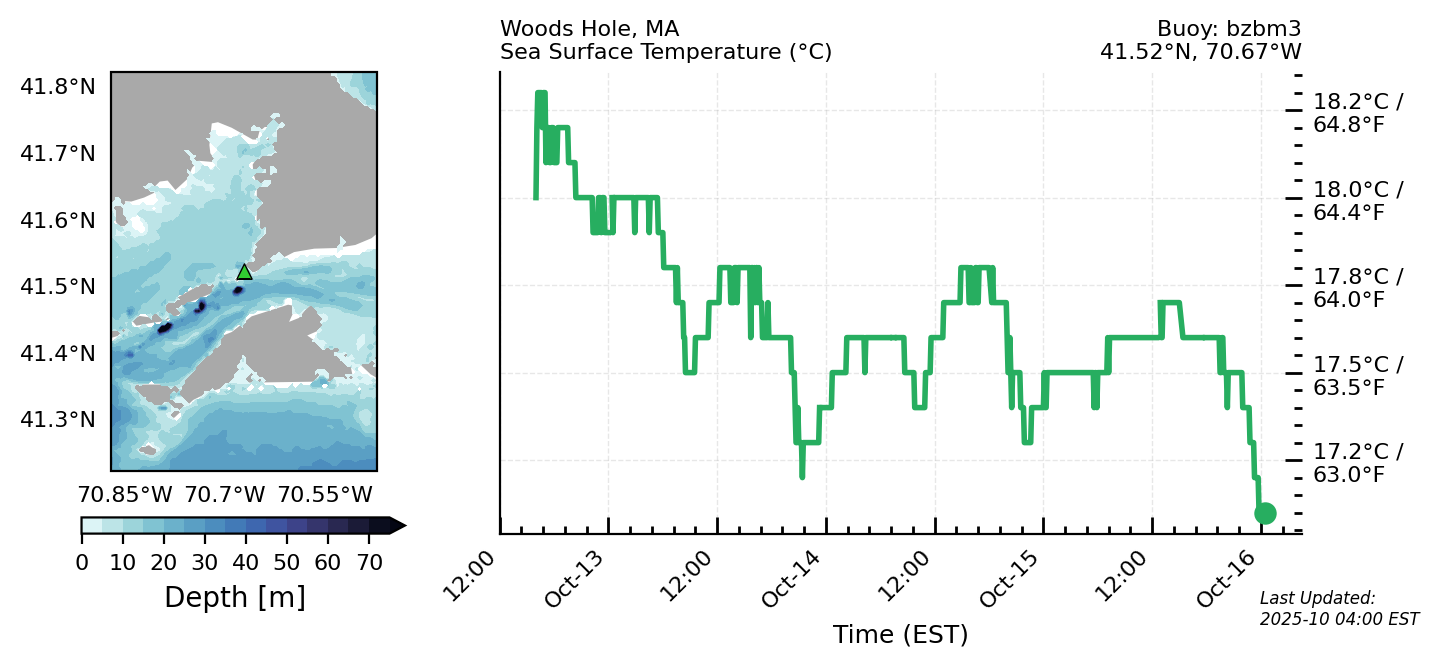 Woods Hole, MA
Sea Surface Temperature (°C)
Buoy: bzbm3
41.52°N, 70.67°W
41.8°N
41.7°N
41.6°N
41.5°N
41.4°N
41.3°N
70.85°W 70.7°W 70.55°W
0 10 20 30 40 50 60 70
Depth [m]
18.2°C /
64.8°F
18.0°C /
64.4°F
17.8°C /
64.0°F
17.5°C /
63.5°F
17.2°C /
63.0°F
12:00
Oct-13
12:00
Oct-14
12:00
Oct-15
12:00
Oct-16
Time (EST)
Last Updated:
2025-10 04:00 EST